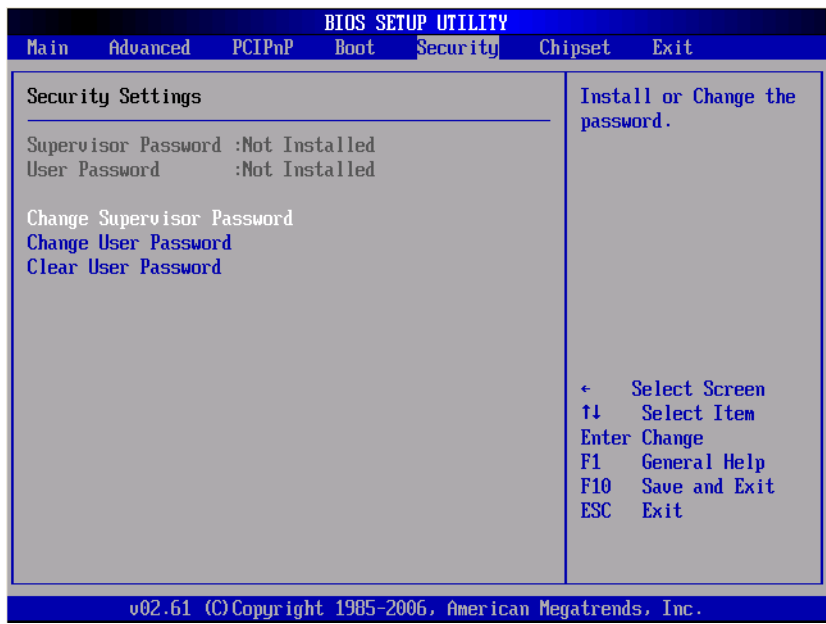 BIOS SETUP UTILITY
Main Advanced PCIPnP Boot Security Chipset Exit
Security Settings
Supervisor Password :Not Installed
User Password :Not Installed
Change Supervisor Password
Change User Password
Clear User Password
Install or Change the
password.
← Select Screen
↑↓ Select Item
Enter Change
F1 General Help
F10 Save and Exit
ESC Exit
v02.61 (C)Copyright 1985-2006, American Megatrends, Inc.